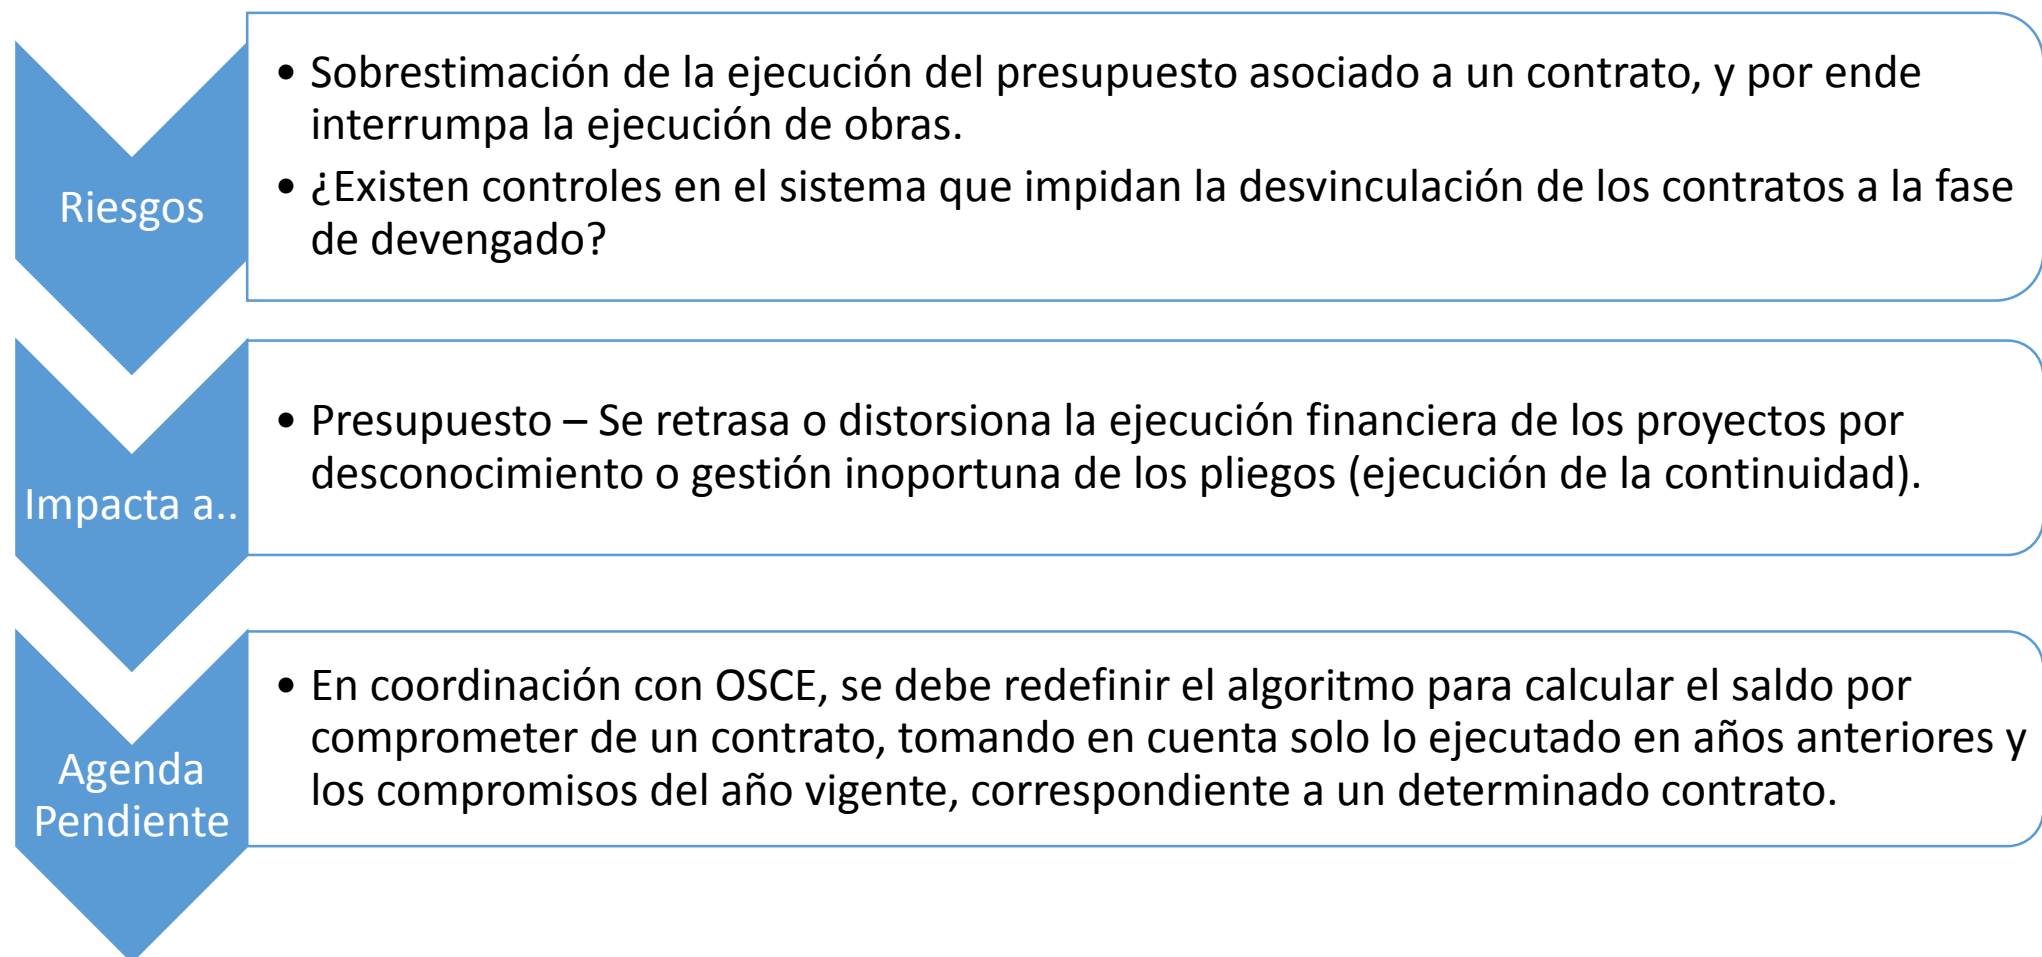 Riesgos
• Sobrestimación de la ejecución del presupuesto asociado a un contrato, y por ende
interrumpa la ejecución de obras.
• ¿Existen controles en el sistema que impidan la desvinculación de los contratos a la fase
de devengado?
Impacta a..
• Presupuesto – Se retrasa o distorsiona la ejecución financiera de los proyectos por
desconocimiento o gestión inoportuna de los pliegos (ejecución de la continuidad).
Agenda
Pendiente
• En coordinación con OSCE, se debe redefinir el algoritmo para calcular el saldo por
comprometer de un contrato, tomando en cuenta solo lo ejecutado en años anteriores y
los compromisos del año vigente, correspondiente a un determinado contrato.